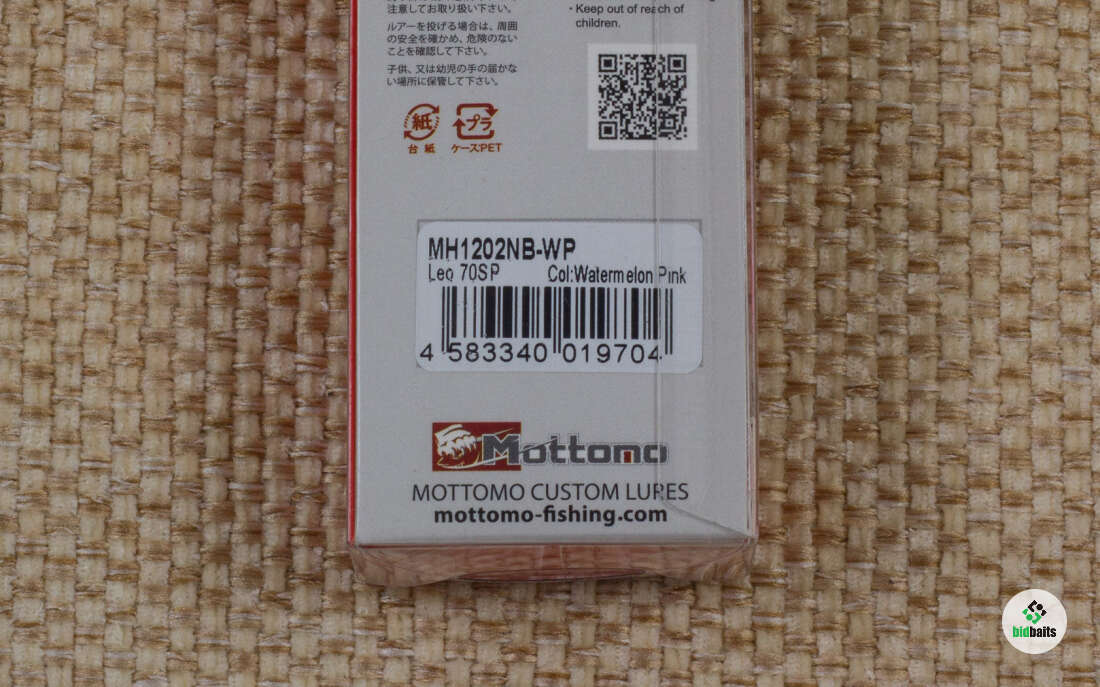 注意してお取り扱い下さい。
ルアーを投げる場合は、周囲
の安全を確かめ、危険のない
ことを確認して下さい。
子供、又は幼児の手の届かな
い場所に保管して下さい。
・Keep out of reach of
children.
紙
台紙
プラ
ケース:PET
MH1202NB-WP
Leo 70SP Col:Watermelon Pink
4 583340 019704
Mottomo
MOTTOMO CUSTOM LURES
mottomo-fishing.com
bidbaits